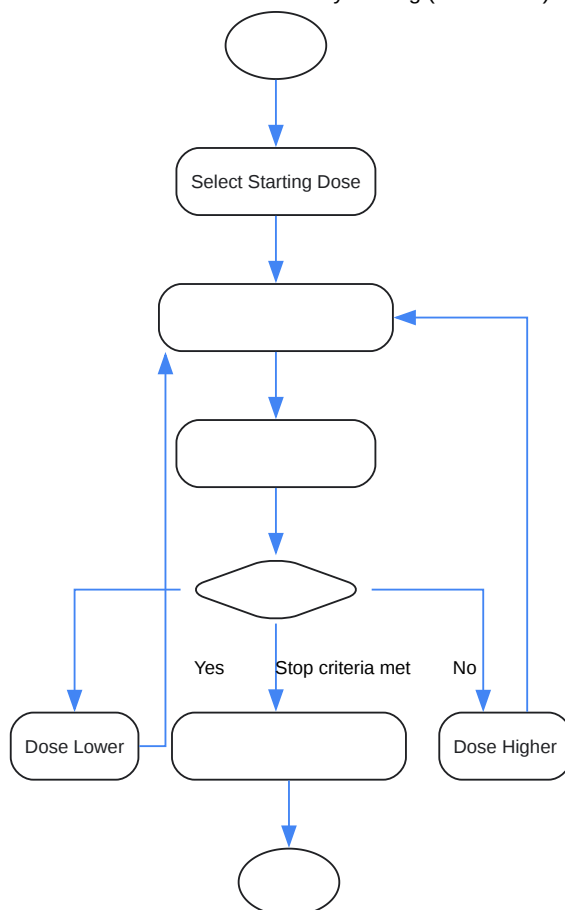 Select Starting Dose
Yes
Stop criteria met
No
Dose Lower
Dose Higher